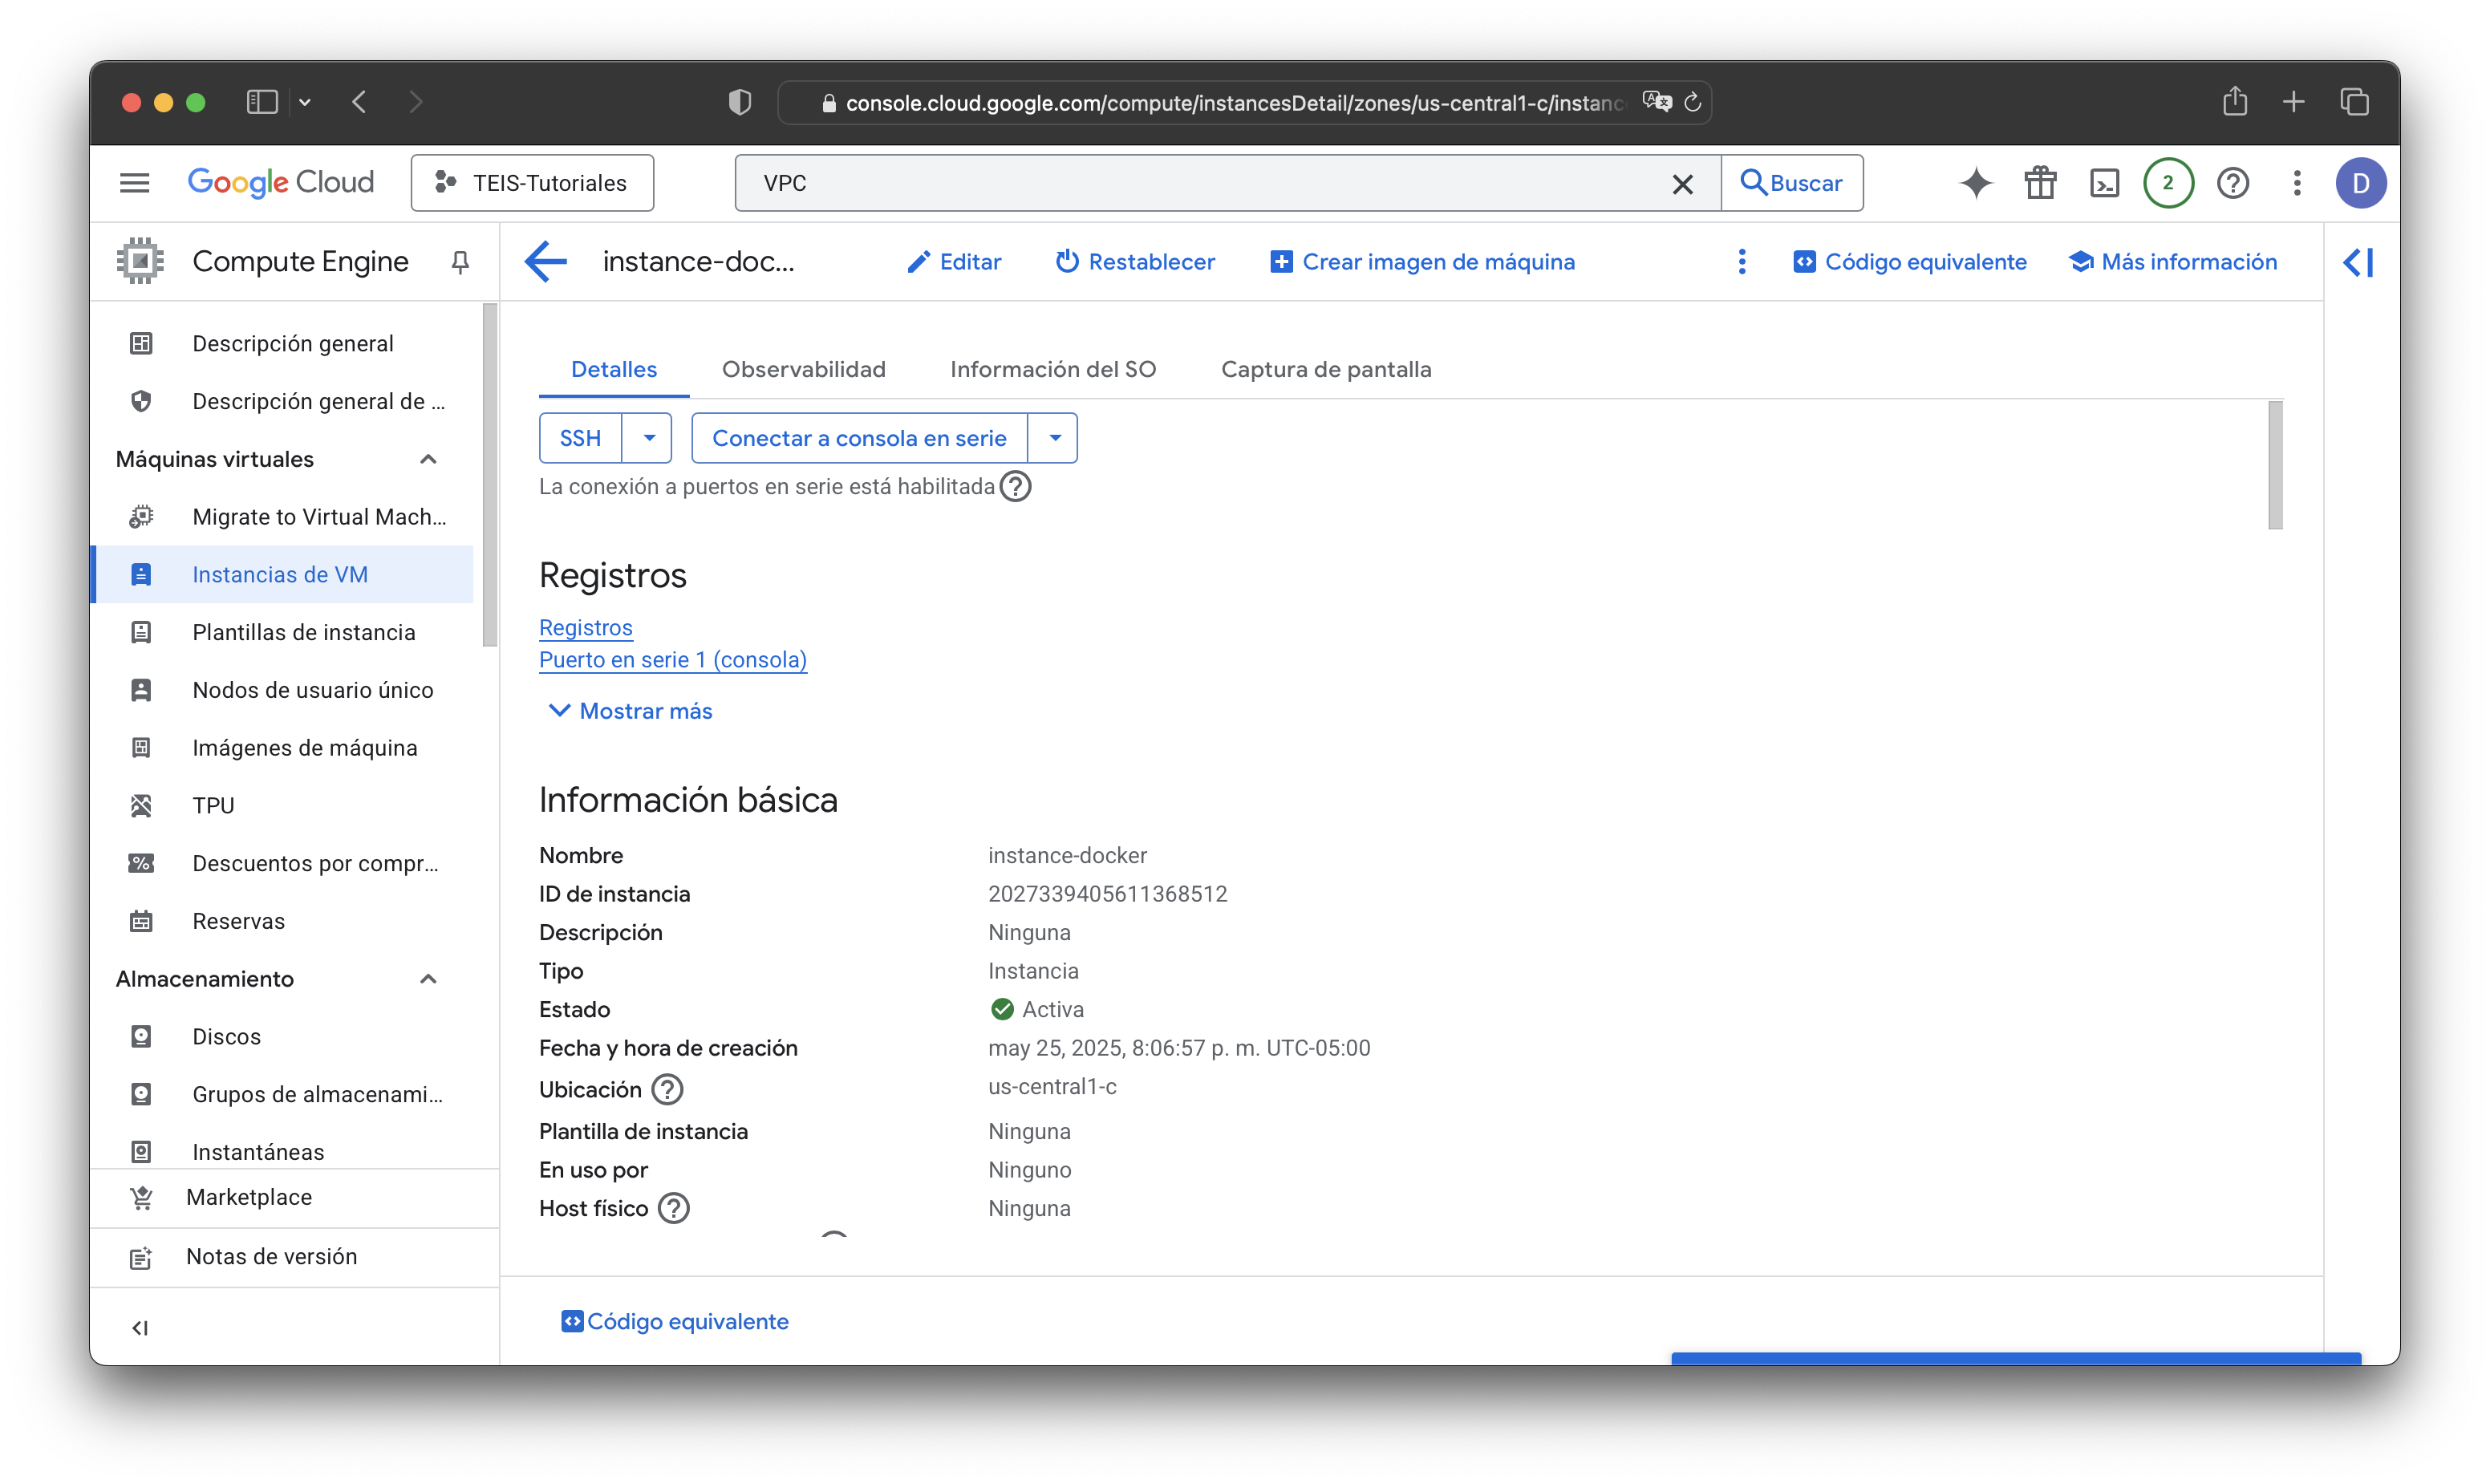 console.cloud.google.com/compute/instancesDetail/zones/us-central1-c/instanc
Google Cloud
TEIS-Tutoriales
VPC
Buscar
2
D
Compute Engine
instance-doc...
Editar
Restablecer
Crear imagen de máquina
Código equivalente
Más información
Descripción general
Descripción general de ...
Máquinas virtuales
Migrate to Virtual Mach...
Instancias de VM
Plantillas de instancia
Nodos de usuario único
Imágenes de máquina
TPU
Descuentos por compr...
Reservas
Almacenamiento
Discos
Grupos de almacenami...
Instantáneas
Marketplace
Notas de versión
Detalles
Observabilidad
Información del SO
Captura de pantalla
SSH
Conectar a consola en serie
La conexión a puertos en serie está habilitada
Registros
Registros
Puerto en serie 1 (consola)
Mostrar más
Información básica
Nombre instance-docker
ID de instancia 2027339405611368512
Descripción Ninguna
Tipo Instancia
Estado Activa
Fecha y hora de creación may 25, 2025, 8:06:57 p. m. UTC-05:00
Ubicación us-central1-c
Plantilla de instancia Ninguna
En uso por Ninguno
Host físico Ninguna
Código equivalente